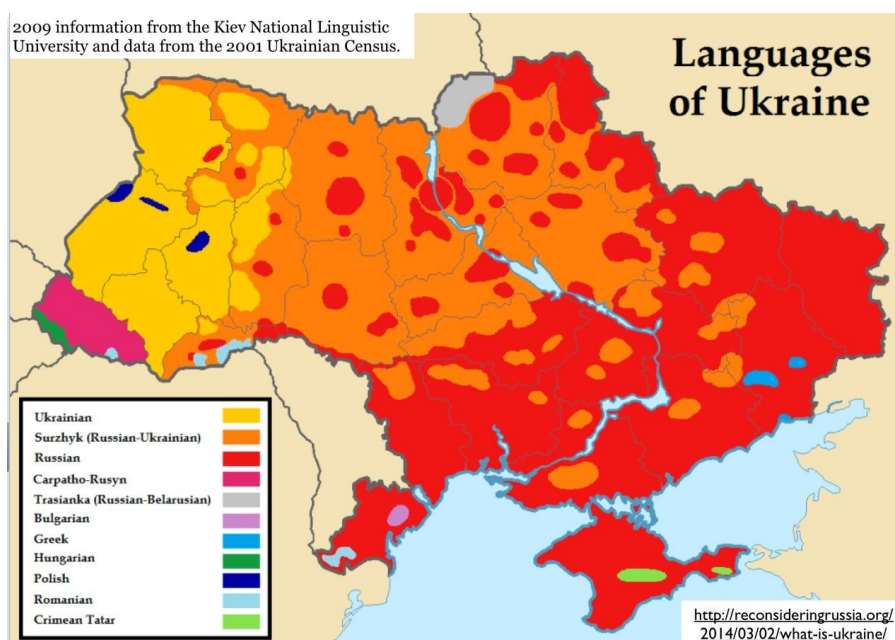 2009 information from the Kiev National Linguistic
University and data from the 2001 Ukrainian Census.
Languages
of Ukraine
Ukrainian
Surzhyk (Russian-Ukrainian)
Russian
Carpatho-Rusyn
Trasianka (Russian-Belarusian)
Bulgarian
Greek
Hungarian
Polish
Romanian
Crimean Tatar
http://reconsideringrussia.org/
2014/03/02/what-is-ukraine/